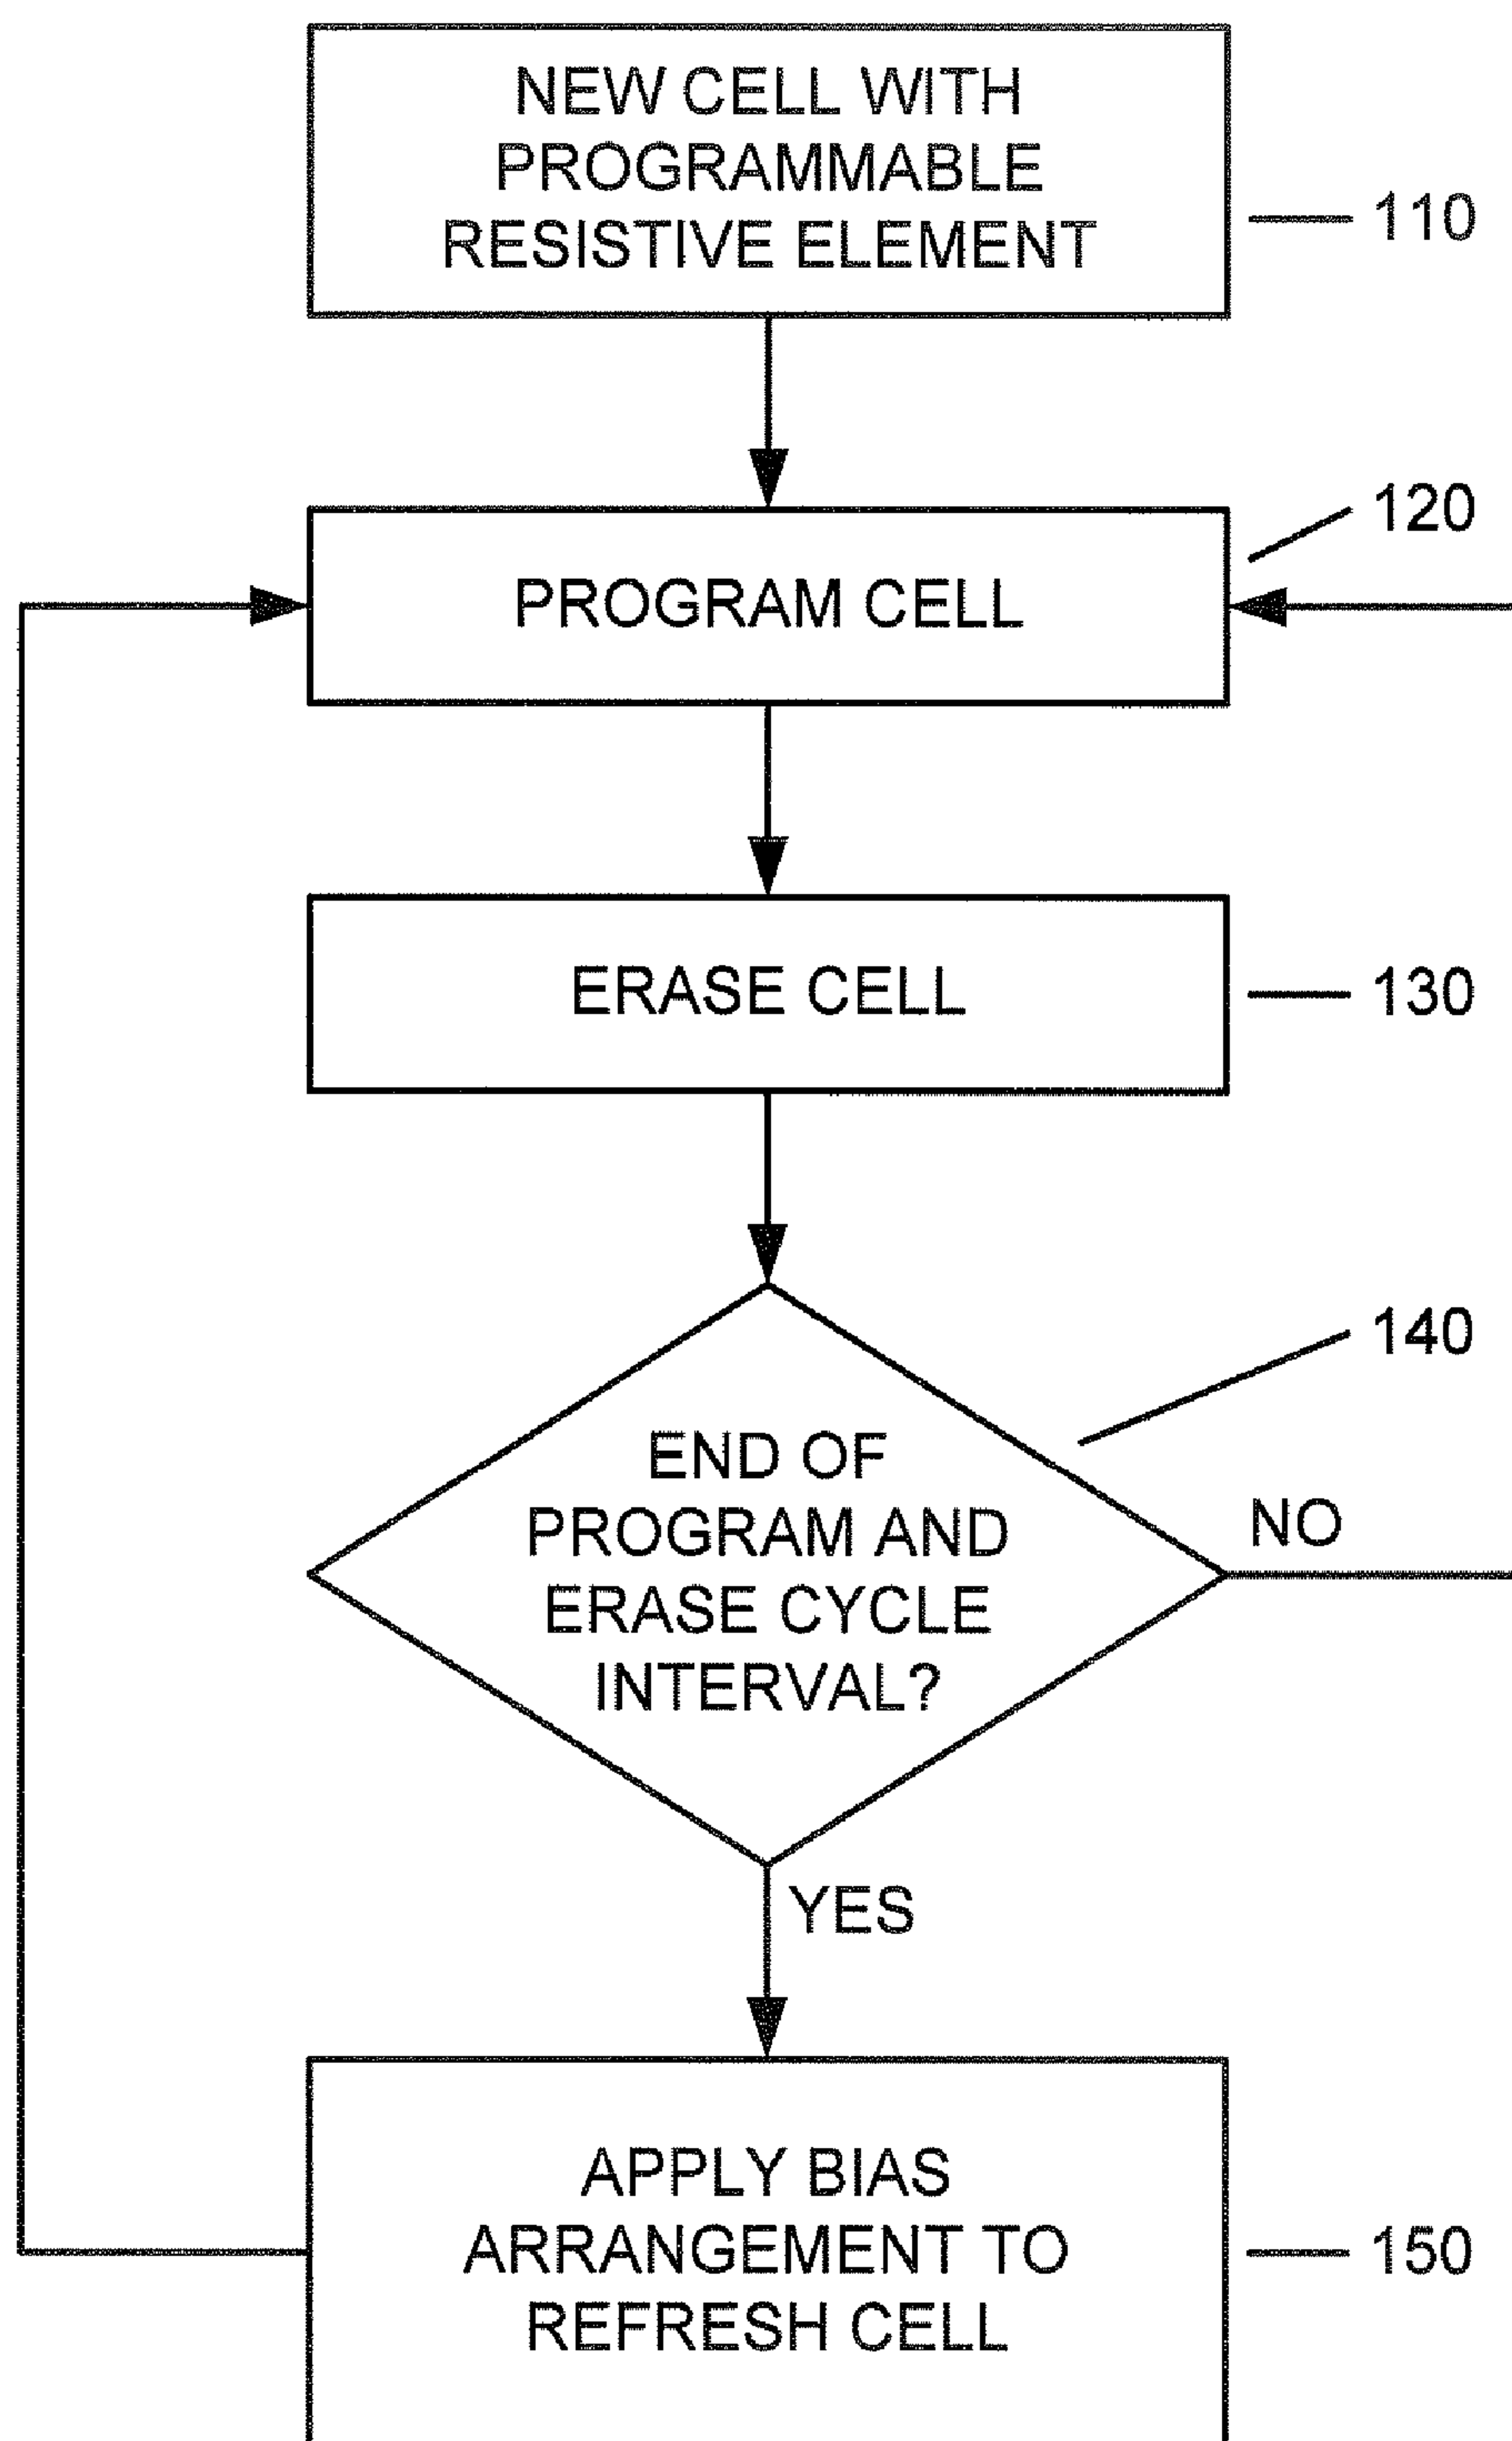 NEW CELL WITH
PROGRAMMABLE
RESISTIVE ELEMENT
110
120
PROGRAM CELL
ERASE CELL
130
140
END OF
PROGRAM AND
ERASE CYCLE
INTERVAL?
NO
YES
APPLY BIAS
ARRANGEMENT TO
REFRESH CELL
150